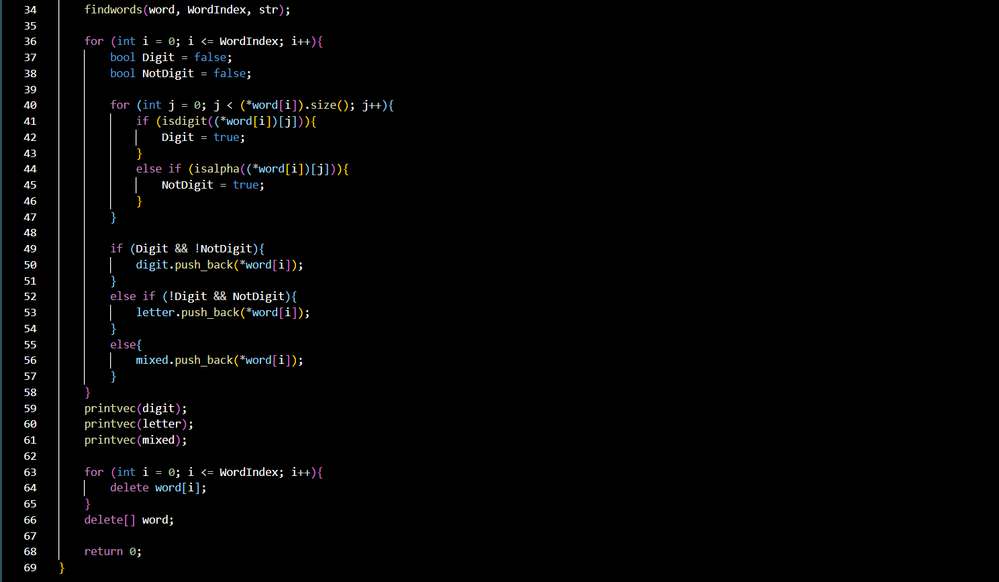 34 findwords(word, WordIndex, str);
35
36 for (int i = 0; i <= WordIndex; i++){
37 bool Digit = false;
38 bool NotDigit = false;
39
40 for (int j = 0; j < (*word[i]).size(); j++){
41 if (isdigit((*word[i])[j])){
42 Digit = true;
43 }
44 else if (isalpha((*word[i])[j])){
45 NotDigit = true;
46 }
47 }
48
49 if (Digit && !NotDigit){
50 digit.push_back(*word[i]);
51 }
52 else if (!Digit && NotDigit){
53 letter.push_back(*word[i]);
54 }
55 else{
56 mixed.push_back(*word[i]);
57 }
58 }
59 printvec(digit);
60 printvec(letter);
61 printvec(mixed);
62
63 for (int i = 0; i <= WordIndex; i++){
64 delete word[i];
65 }
66 delete[] word;
67
68 return 0;
69 }